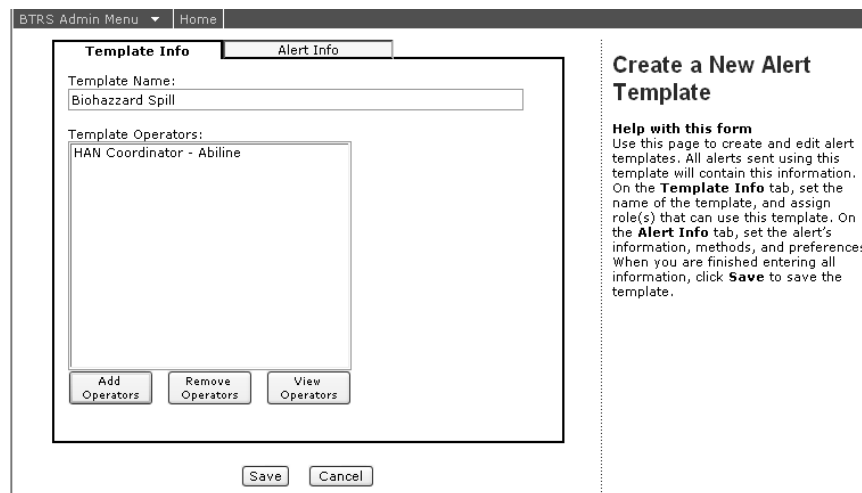 BTRS Admin Menu Home
Template Info Alert Info
Template Name:
Biohazzard Spill
Template Operators:
HAN Coordinator - Abiline
Add Operators
Remove Operators
View Operators
Save Cancel
Create a New Alert
Template
Help with this form
Use this page to create and edit alert
templates. All alerts sent using this
template will contain this information.
On the Template Info tab, set the
name of the template, and assign
role(s) that can use this template. On
the Alert Info tab, set the alert's
information, methods, and preferences
When you are finished entering all
information, click Save to save the
template.